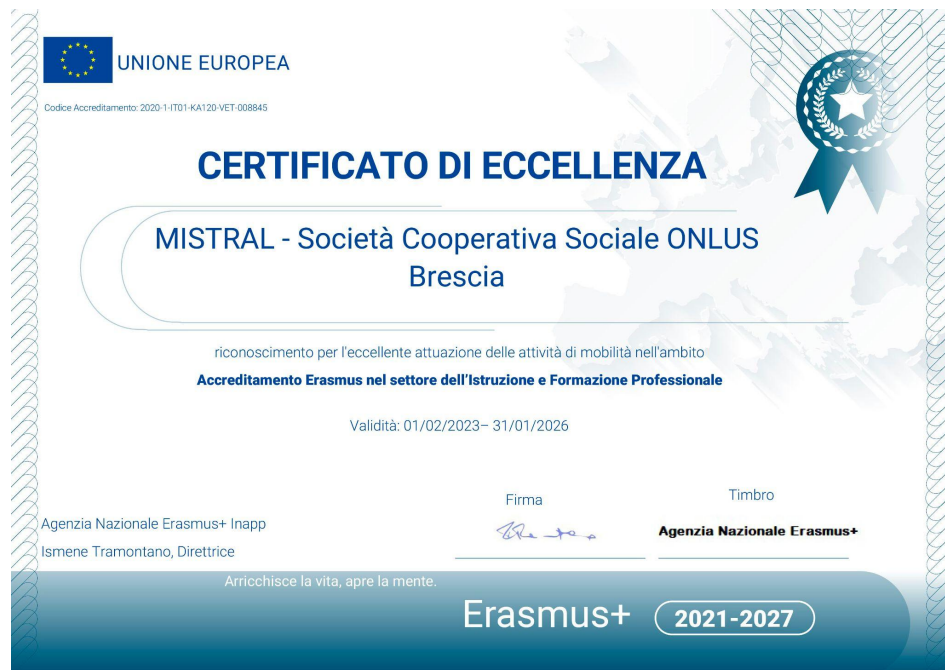 UNIONE EUROPEA
Codice Accreditamento: 2020-1-IT01-KA120-VET-008845
CERTIFICATO DI ECCELLENZA
MISTRAL - Società Cooperativa Sociale ONLUS
Brescia
riconoscimento per l'eccellente attuazione delle attività di mobilità nell'ambito
Accreditamento Erasmus nel settore dell'Istruzione e Formazione Professionale
Validità: 01/02/2023– 31/01/2026
Firma
Timbro
Agenzia Nazionale Erasmus+ Inapp
Agenzia Nazionale Erasmus+
Ismene Tramontano, Direttrice
Arricchisce la vita, apre la mente.
Erasmus+ 2021-2027